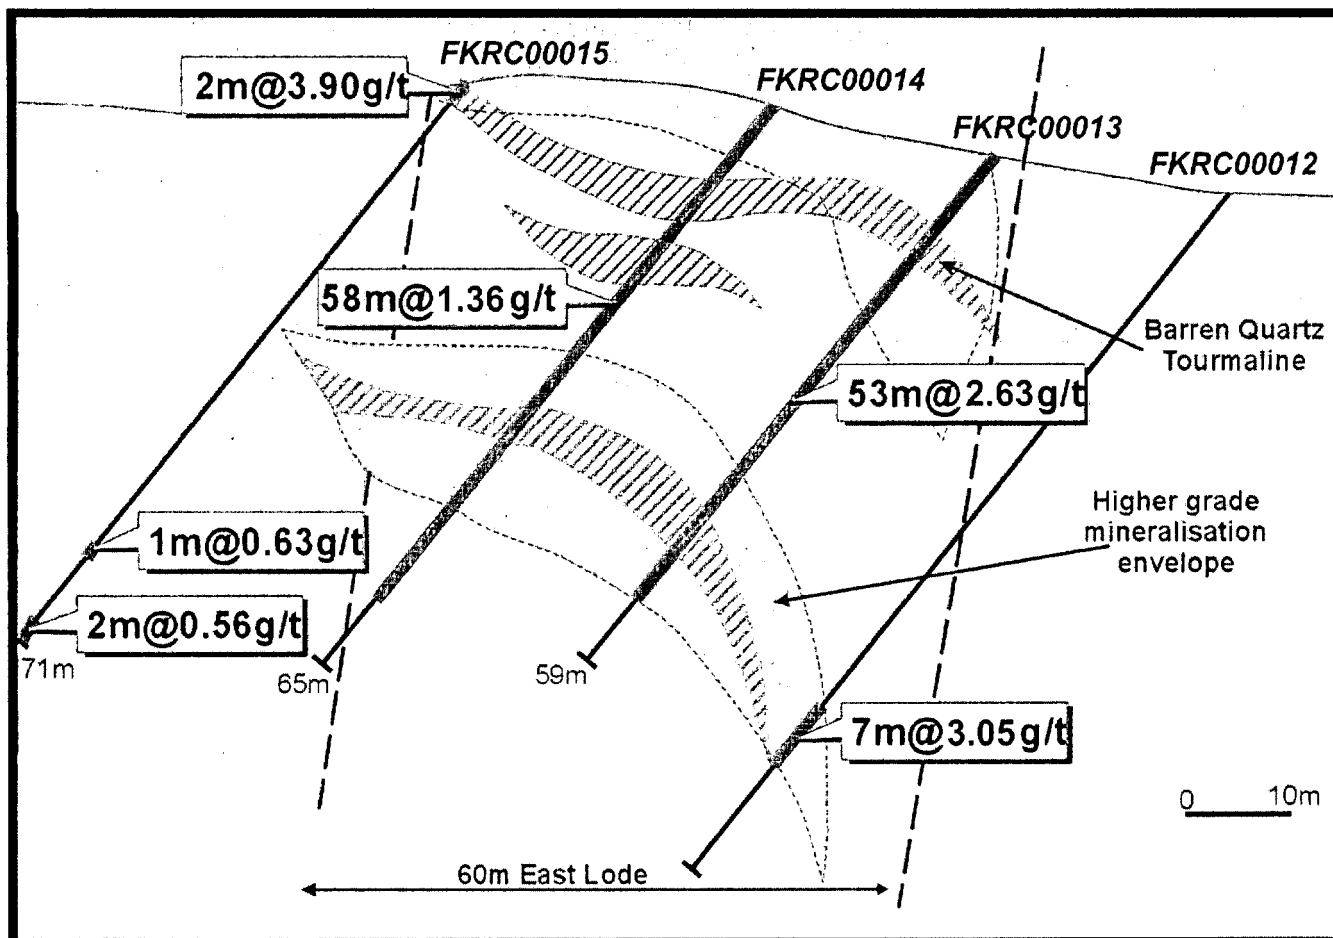 FKRC00015
2m@3.90g/t
FKRC00014
FKRC00013
FKRC00012
58m@1.36g/t
Barren Quartz
Tourmaline
53m@2.63g/t
Higher grade
mineralisation
envelope
1m@0.63g/t
2m@0.56g/t
71m
65m
59m
7m@3.05g/t
0 10m
60m East Lode